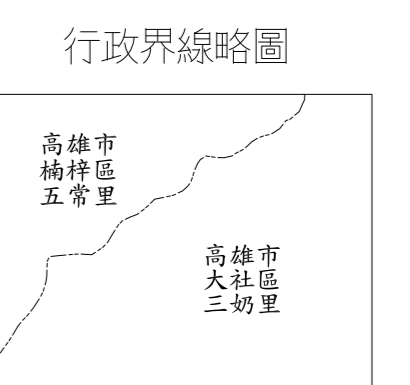 行政界線略圖
高雄市
楠梓區
五常里
高雄市
大社區
三奶里